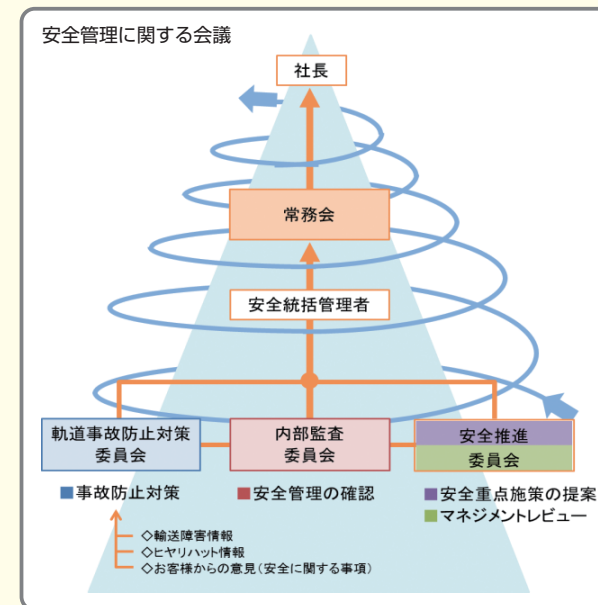 安全管理に関する会議
社長
常務会
安全統括管理者
軌道事故防止対策
委員会
内部監査
委員会
安全推進
委員会
■事故防止対策
■安全管理の確認
■安全重点施策の提案
■マネジメントレビュー
◇輸送障害情報
◇ヒヤリハット情報
◇お客様からの意見(安全に関する事項)